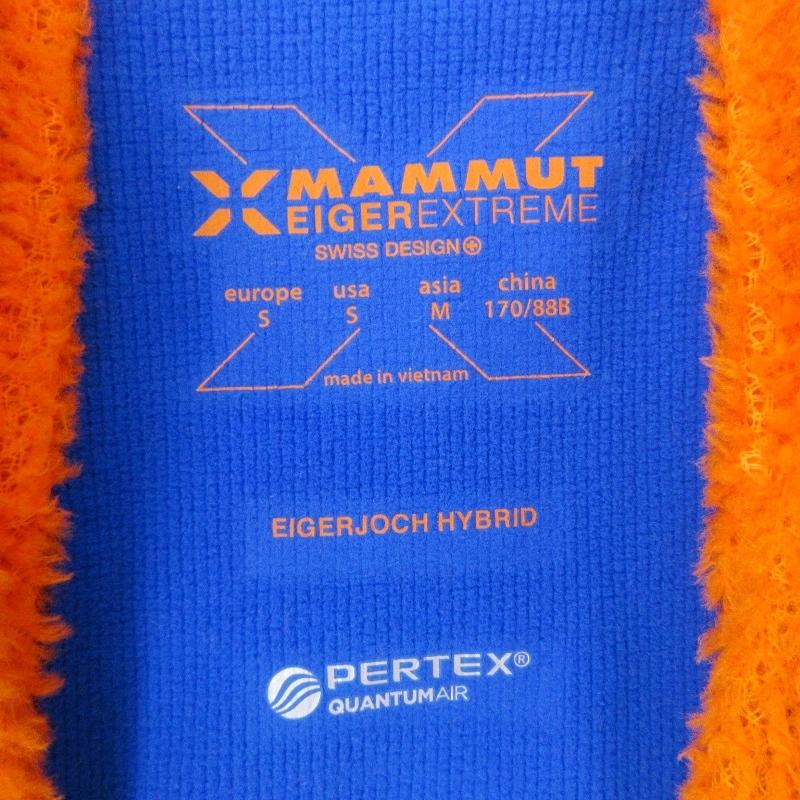 MAMMUT
EIGEREXTREME
SWISS DESIGN
europe usa asia china
S S M 170/88B
made in vietnam
EIGERJOCH HYBRID
PERTEX®
QUANTUMAIR